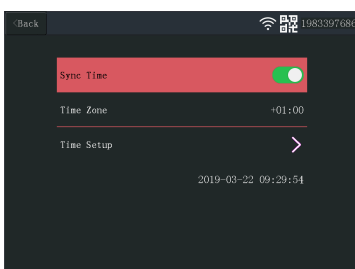 <Back
1983397686
Sync Time
Time Zone +01:00
Time Setup >
2019-03-22 09:29:54